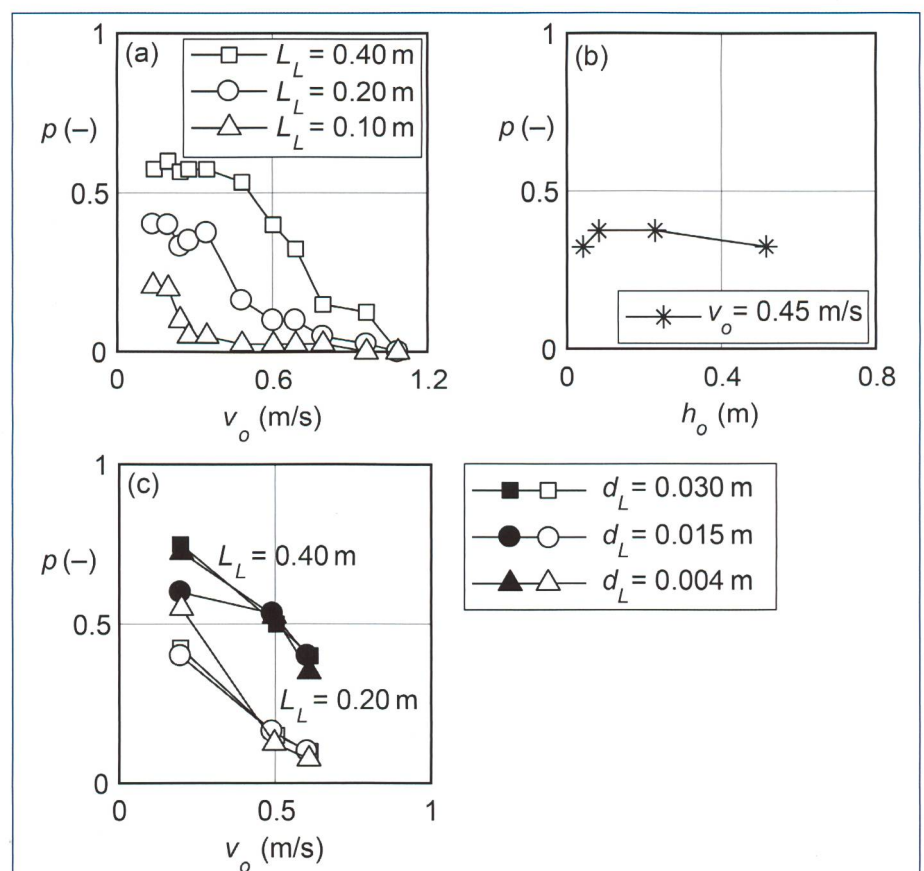 (a)
1
L_L = 0.40 m
L_L = 0.20 m
L_L = 0.10 m
p (–)
0.5
0
0 0.6 1.2
v_o (m/s)
(b)
1
p (–)
0.5
v_o = 0.45 m/s
0
0 0.4 0.8
h_o (m)
(c)
1
p (–)
L_L = 0.40 m
0.5
L_L = 0.20 m
0
0 0.5 1
v_o (m/s)
d_L = 0.030 m
d_L = 0.015 m
d_L = 0.004 m